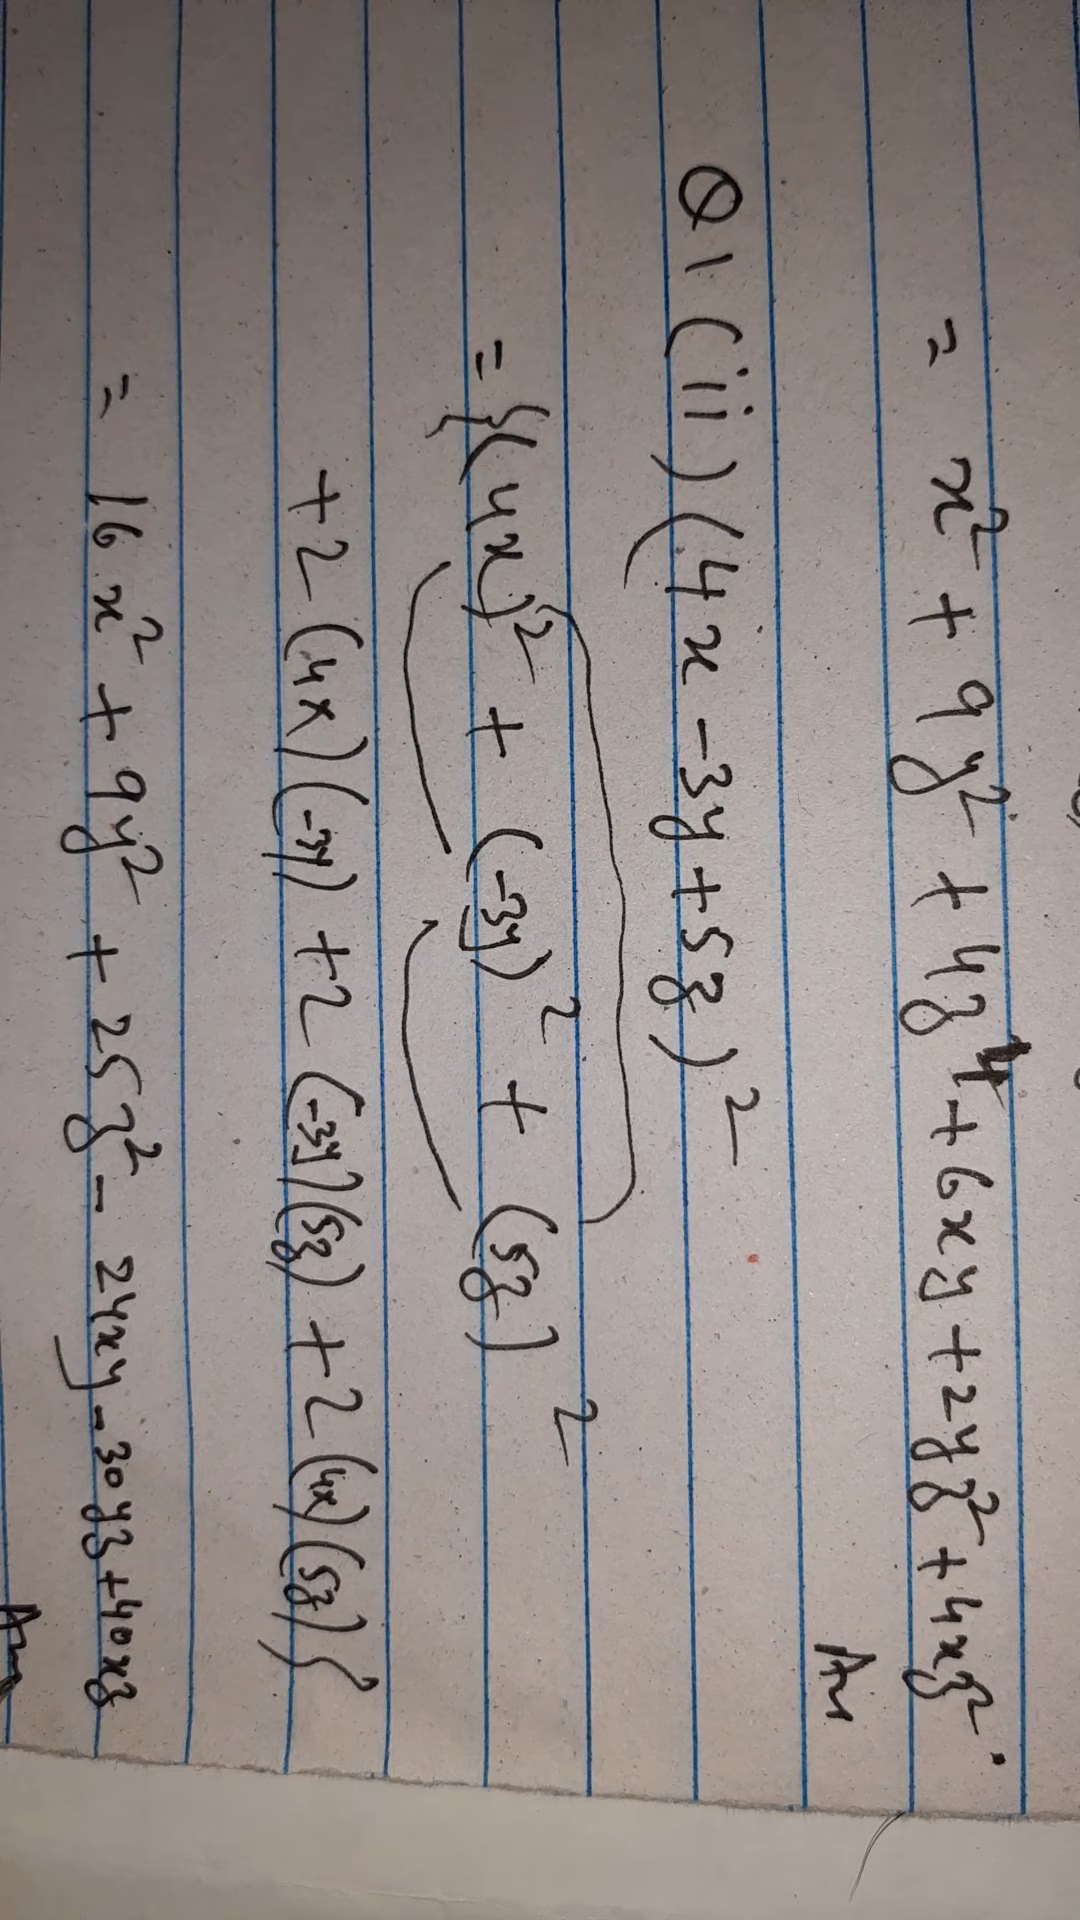 = x² + 9y² + 4z⁴ + 6xy + 2yz² + 4xz².
Ans
Q1 (ii) (4x - 3y + 5z)²
= {(4x)² + (-3y)² + (5z)²
+ 2 (4x) (-3y) + 2 (-3y) (5z) + 2 (4x) (5z)}
= 16x² + 9y² + 25z² - 24xy - 30yz + 40xz
Ans